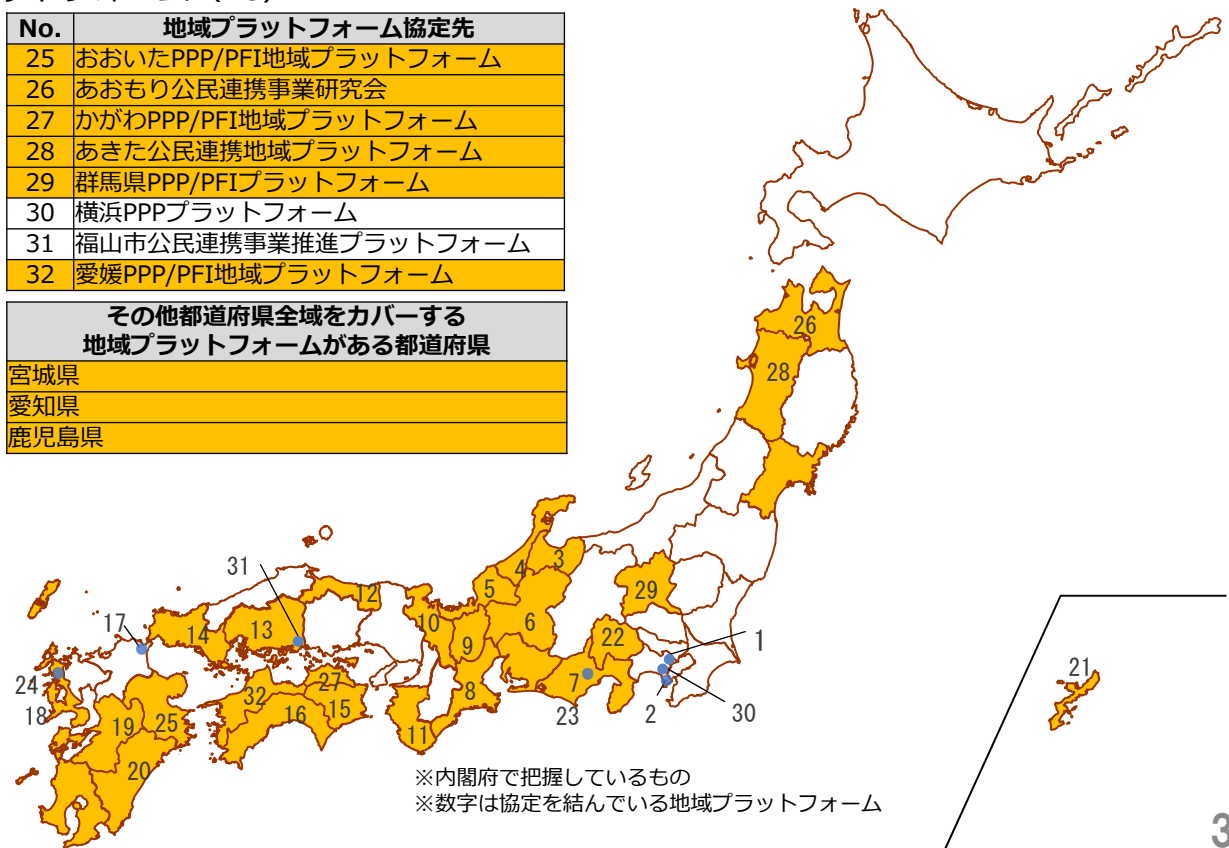 No. 地域プラットフォーム協定先
25 おおいたPPP/PFI地域プラットフォーム
26 あおもり公民連携事業研究会
27 かがわPPP/PFI地域プラットフォーム
28 あきた公民連携地域プラットフォーム
29 群馬県PPP/PFIプラットフォーム
30 横浜PPPプラットフォーム
31 福山市公民連携事業推進プラットフォーム
32 愛媛PPP/PFI地域プラットフォーム
その他都道府県全域をカバーする
地域プラットフォームがある都道府県
宮城県
愛知県
鹿児島県
26
28
31
3
4
5
12
29
10
6
17
14
13
9
22
1
24
27
7
8
32
21
18
15
19
25
16
23
2
30
11
20
※内閣府で把握しているもの
※数字は協定を結んでいる地域プラットフォーム
3